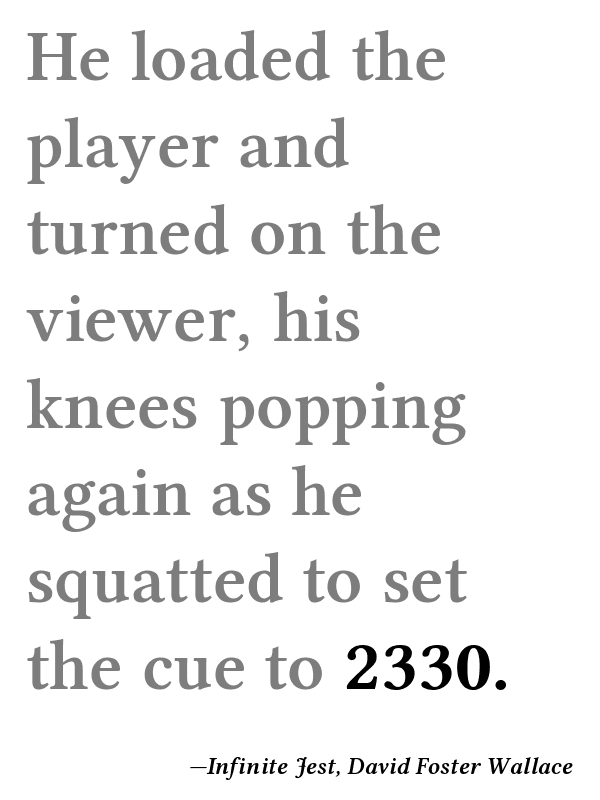 He loaded the
player and
turned on the
viewer, his
knees popping
again as he
squatted to set
the cue to 2330.
—Infinite Jest, David Foster Wallace